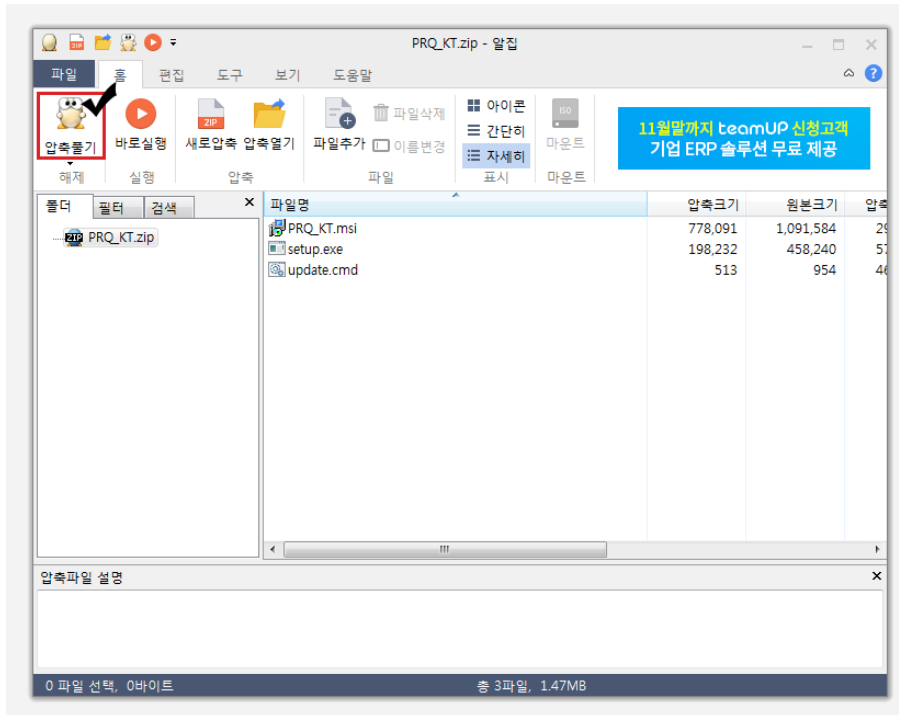 PRQ_KT.zip - 알집
파일 홈 편집 도구 보기 도움말
압축풀기 바로실행 새로압축 압축열기 파일추가 파일삭제 이름변경 아이콘 간단히 자세히 마운트
ZIP
ISO
해제 실행 압축 파일 표시 마운트
11월말까지 teamUP 신청고객
기업 ERP 솔루션 무료 제공
폴더 필터 검색
PRQ_KT.zip
파일명 압축크기 원본크기
PRQ_KT.msi 778,091 1,091,584
setup.exe 198,232 458,240
update.cmd 513 954
압축파일 설명
0 파일 선택, 0바이트 총 3파일, 1.47MB